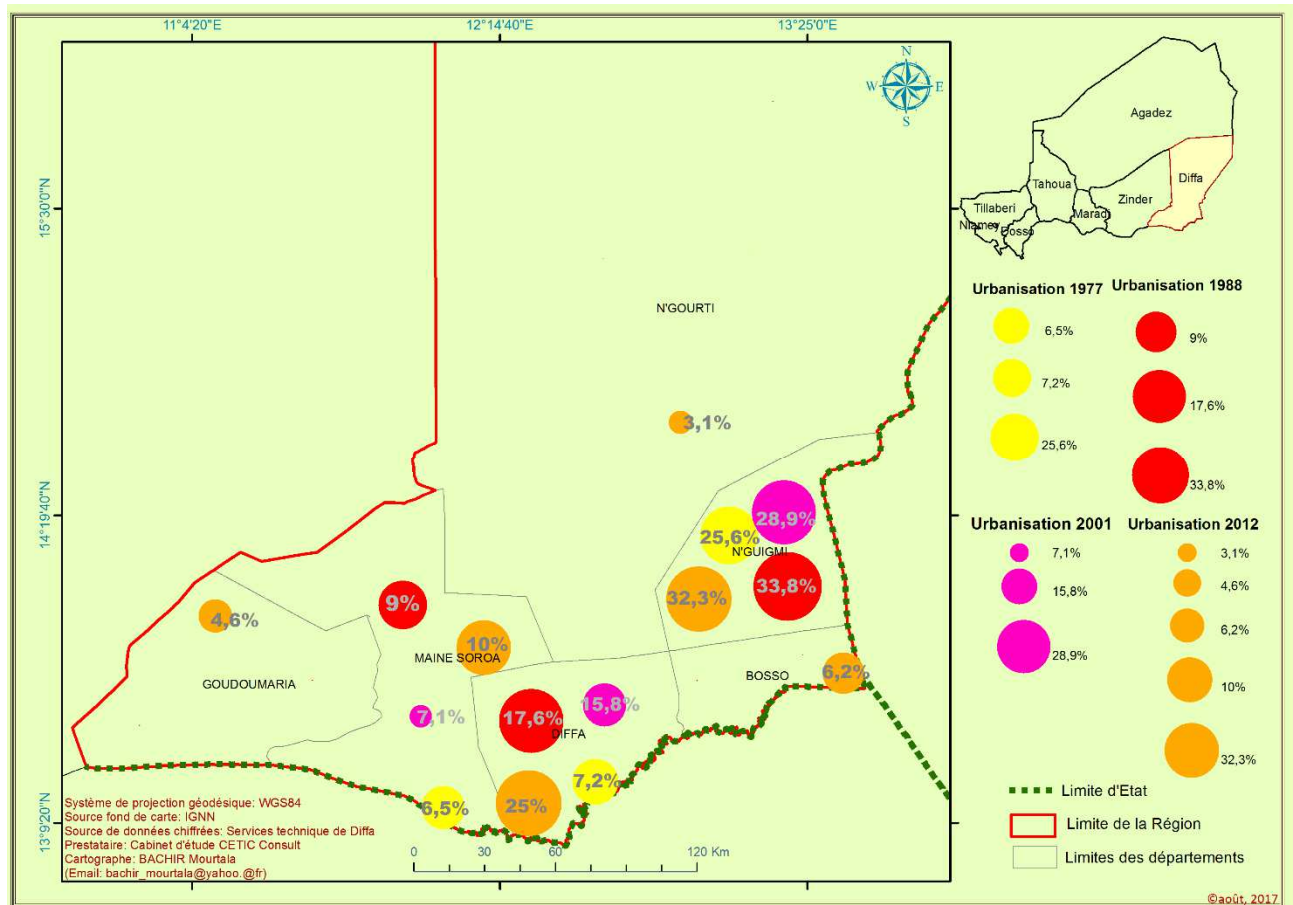 11°4'20"E
12°14'40"E
13°25'0"E
15°30'0"N
14°19'40"N
13°9'20"N
N
W
E
S
N'GOURTI
3,1%
28,9%
25,6%
N'GUIGMI
33,8%
32,3%
9%
4,6%
10%
MAINE SOROA
GOUDOUMARIA
BOSSO
6,2%
7,1%
17,6%
15,8%
DIFFA
7,2%
6,5%
25%
Système de projection géodésique: WGS84
Source fond de carte: IGNN
Source de données chiffrées: Services technique de Diffa
Prestataire: Cabinet d'étude CETIC Consult
Cartographe: BACHIR Mourtala
(Email: bachir_mourtala@yahoo.@fr)
0 30 60 120 Km
Agadez
Diffa
Tahoua
Zinder
Tillaberi
Maradi
Niamey
Dosso
Urbanisation 1977
6,5%
7,2%
25,6%
Urbanisation 1988
9%
17,6%
33,8%
Urbanisation 2001
7,1%
15,8%
28,9%
Urbanisation 2012
3,1%
4,6%
6,2%
10%
32,3%
Limite d'Etat
Limite de la Région
Limites des départements
©août, 2017